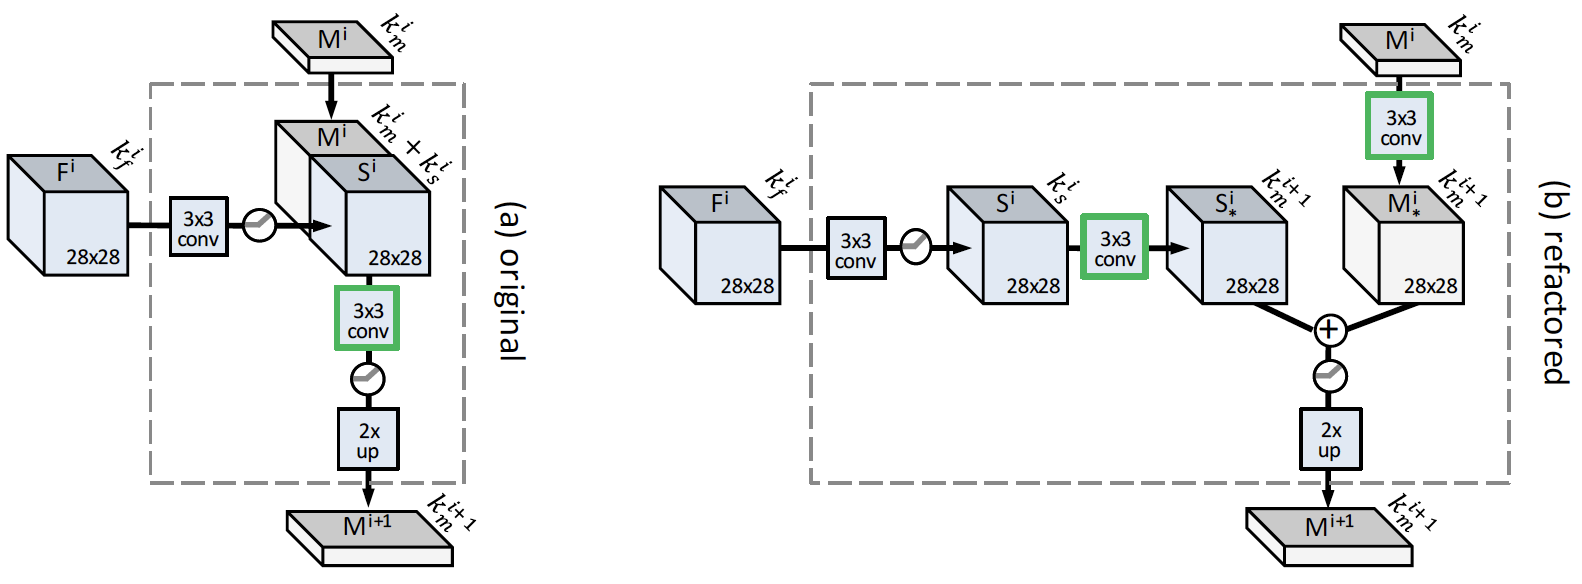 Mⁱ
kₘⁱ
Mⁱ
kₘⁱ + kₛⁱ
Fⁱ
k_fⁱ
Sⁱ
28x28
28x28
3x3
conv
3x3
conv
2x
up
Mⁱ⁺¹
kₘⁱ⁺¹
(a) original
Mⁱ
kₘⁱ
3x3
conv
Fⁱ
k_fⁱ
28x28
3x3
conv
Sⁱ
kₛⁱ
28x28
3x3
conv
S⁎ⁱ
kₘⁱ⁺¹
28x28
M⁎ⁱ
kₘⁱ⁺¹
28x28
+
2x
up
Mⁱ⁺¹
kₘⁱ⁺¹
(b) refactored